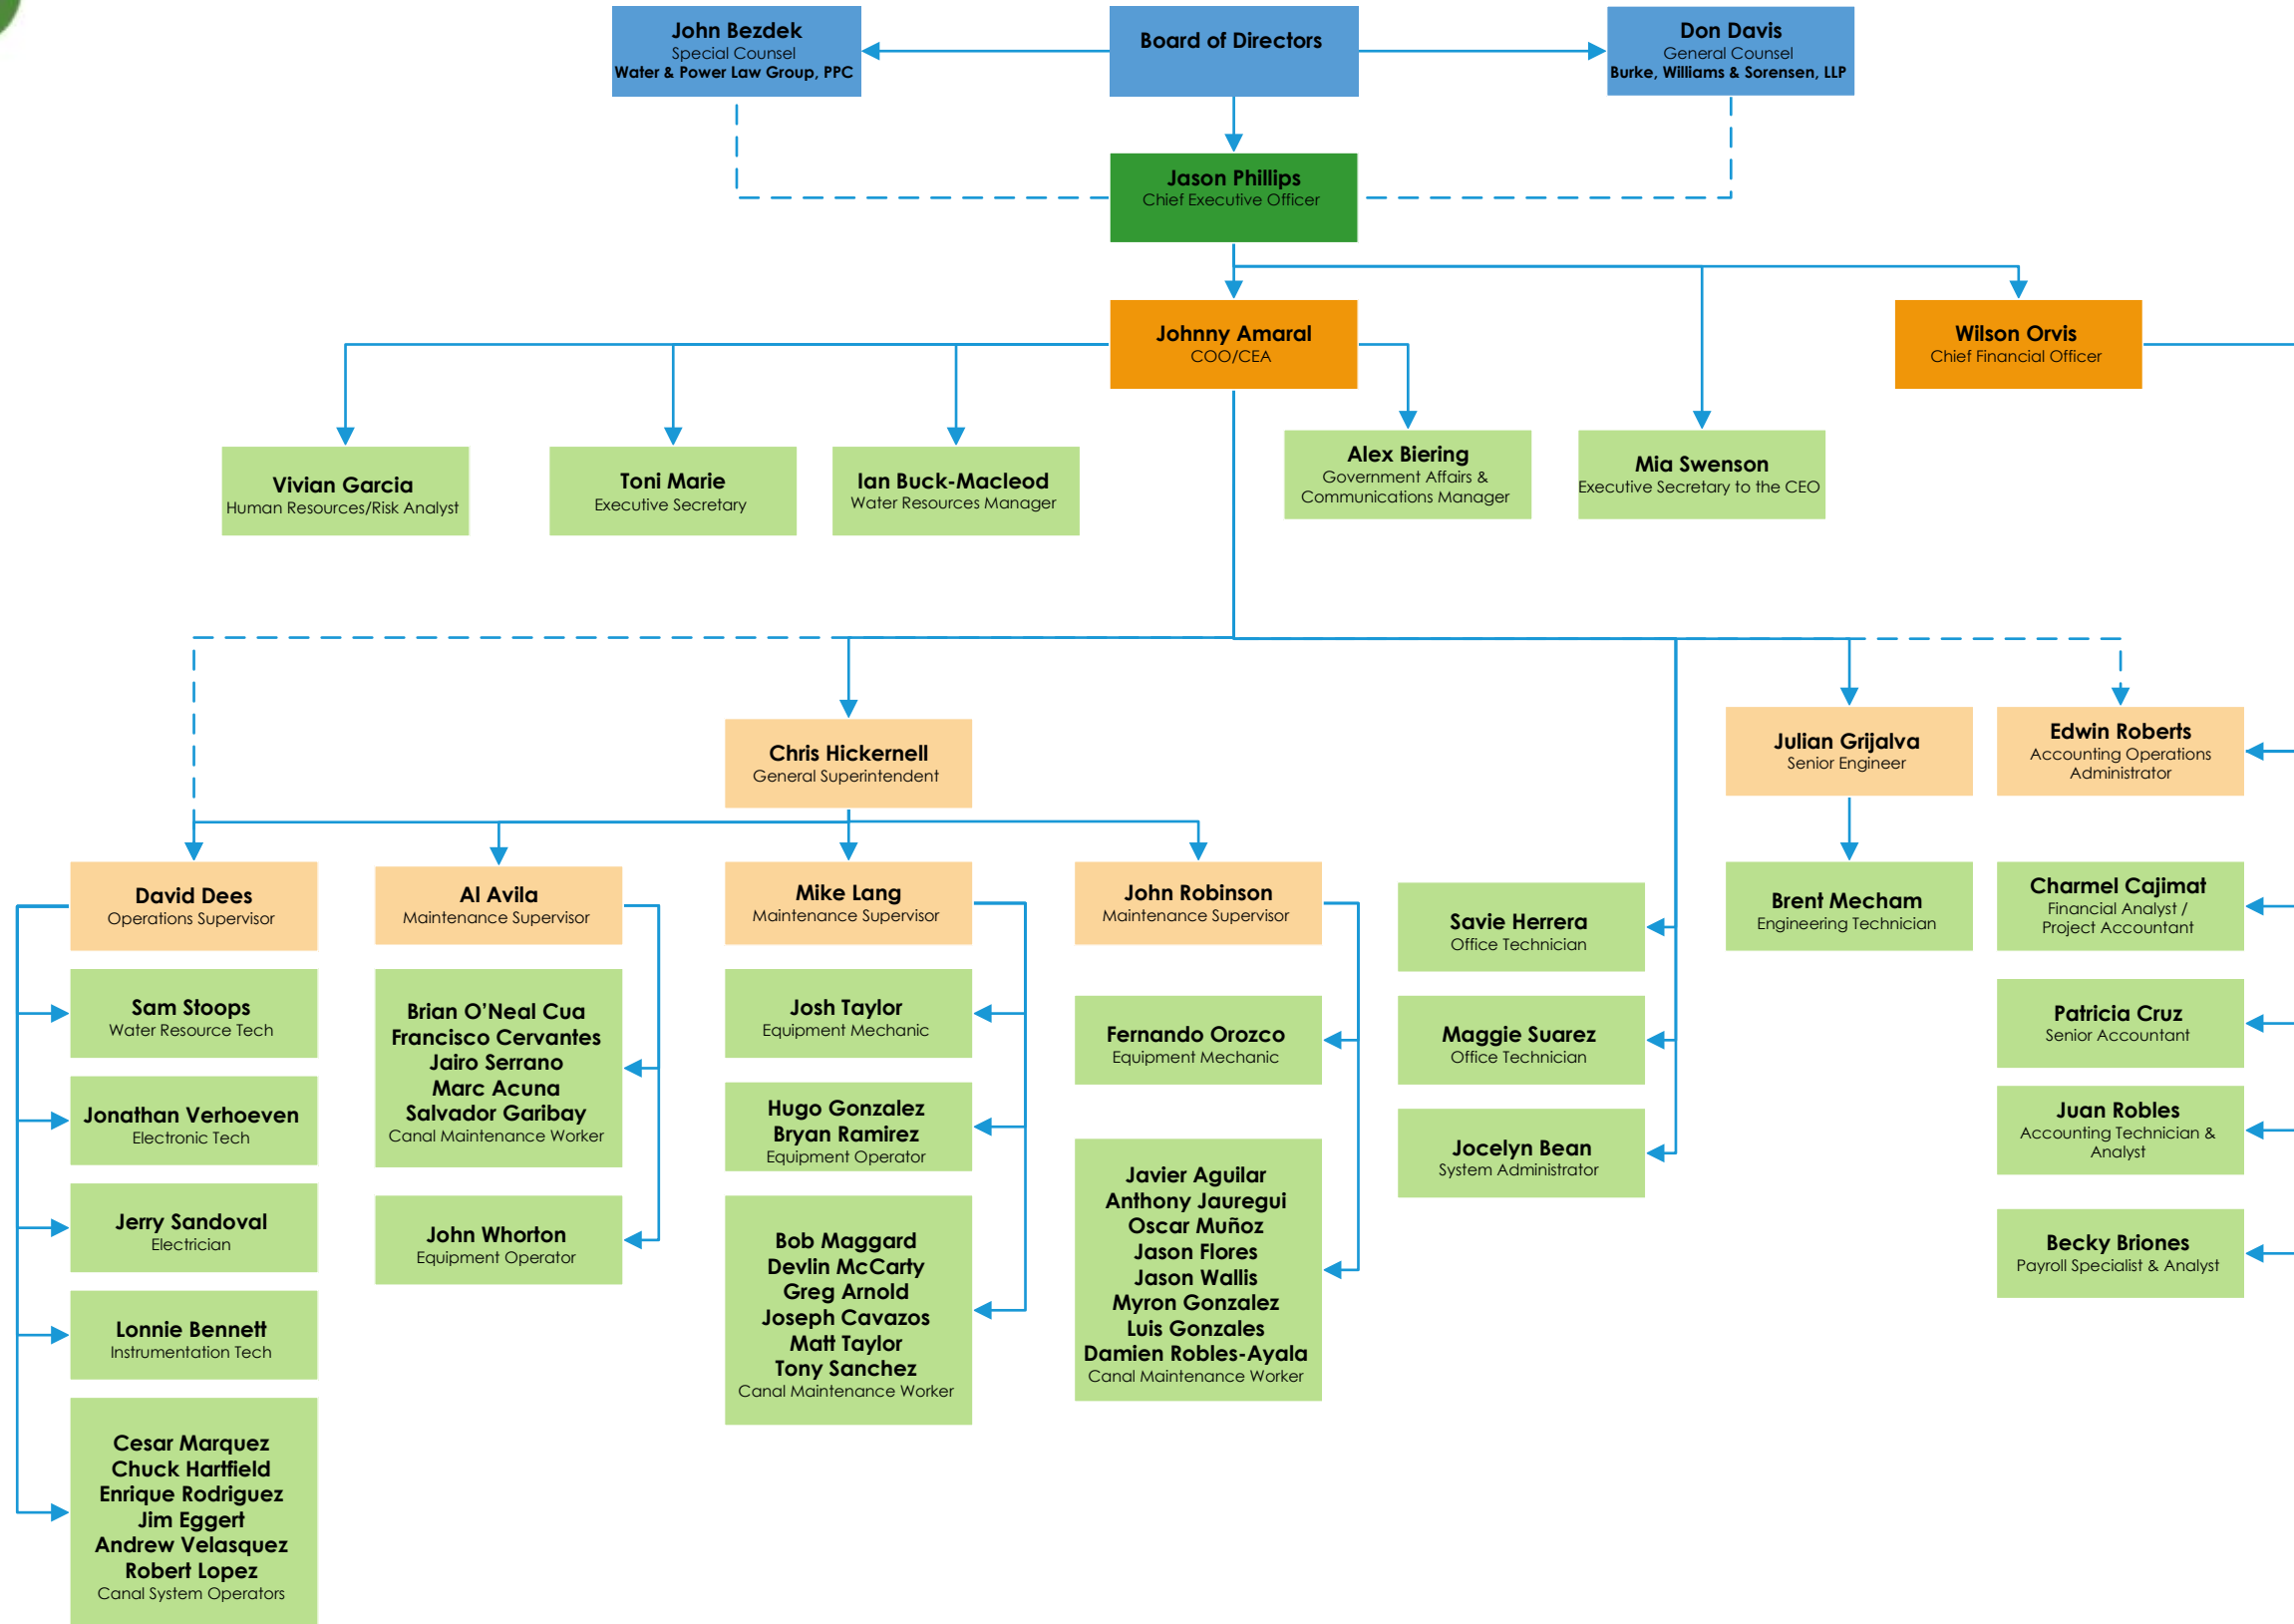 John Bezdek
Special Counsel
Water & Power Law Group, PPC
Board of Directors
Don Davis
General Counsel
Burke, Williams & Sorensen, LLP
Jason Phillips
Chief Executive Officer
Johnny Amaral
COO/CEA
Wilson Orvis
Chief Financial Officer
Vivian Garcia
Human Resources/Risk Analyst
Toni Marie
Executive Secretary
Ian Buck-Macleod
Water Resources Manager
Alex Biering
Government Affairs &
Communications Manager
Mia Swenson
Executive Secretary to the CEO
Chris Hickernell
General Superintendent
Julian Grijalva
Senior Engineer
Edwin Roberts
Accounting Operations
Administrator
David Dees
Operations Supervisor
Sam Stoops
Water Resource Tech
Jonathan Verhoeven
Electronic Tech
Jerry Sandoval
Electrician
Lonnie Bennett
Instrumentation Tech
Cesar Marquez
Chuck Hartfield
Enrique Rodriguez
Jim Eggert
Andrew Velasquez
Robert Lopez
Canal System Operators
Al Avila
Maintenance Supervisor
Brian O’Neal Cua
Francisco Cervantes
Jairo Serrano
Marc Acuna
Salvador Garibay
Canal Maintenance Worker
John Whorton
Equipment Operator
Mike Lang
Maintenance Supervisor
Josh Taylor
Equipment Mechanic
Hugo Gonzalez
Bryan Ramirez
Equipment Operator
Bob Maggard
Devlin McCarty
Greg Arnold
Joseph Cavazos
Matt Taylor
Tony Sanchez
Canal Maintenance Worker
John Robinson
Maintenance Supervisor
Fernando Orozco
Equipment Mechanic
Javier Aguilar
Anthony Jauregui
Oscar Muñoz
Jason Flores
Jason Wallis
Myron Gonzalez
Luis Gonzales
Damien Robles-Ayala
Canal Maintenance Worker
Savie Herrera
Office Technician
Maggie Suarez
Office Technician
Jocelyn Bean
System Administrator
Brent Mecham
Engineering Technician
Charmel Cajimat
Financial Analyst /
Project Accountant
Patricia Cruz
Senior Accountant
Juan Robles
Accounting Technician &
Analyst
Becky Briones
Payroll Specialist & Analyst